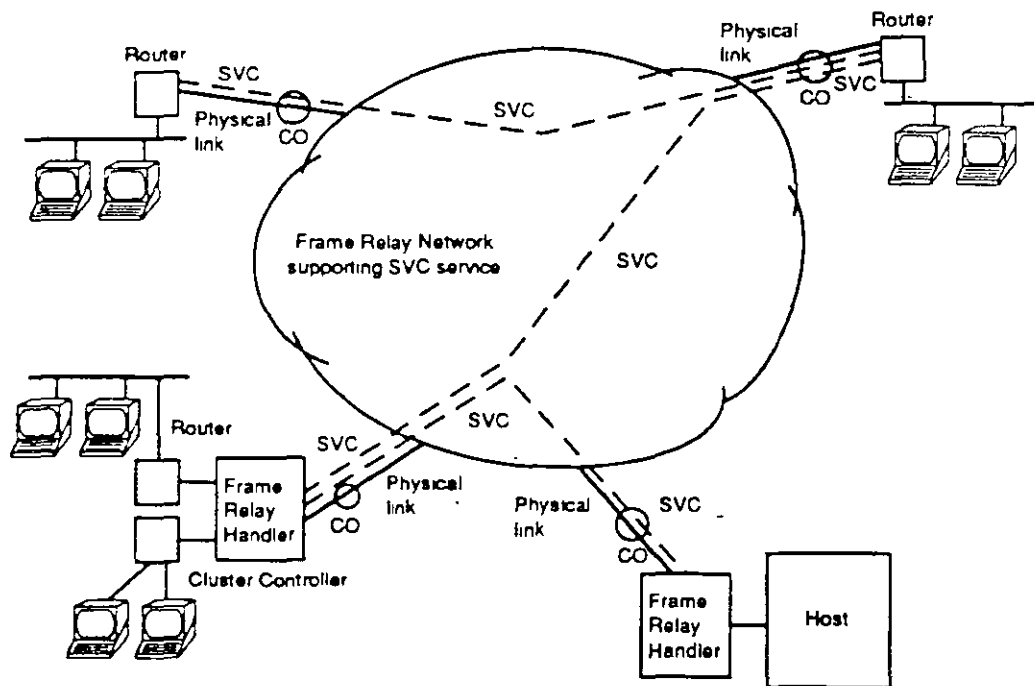 Router
SVC
Physical
link
CO
SVC
Physical
link
CO
SVC
Router
Frame Relay Network
supporting SVC service
SVC
Router
SVC
SVC
Frame
Relay
Handler
CO
Physical
link
Cluster Controller
Physical
link
SVC
CO
Frame
Relay
Handler
Host